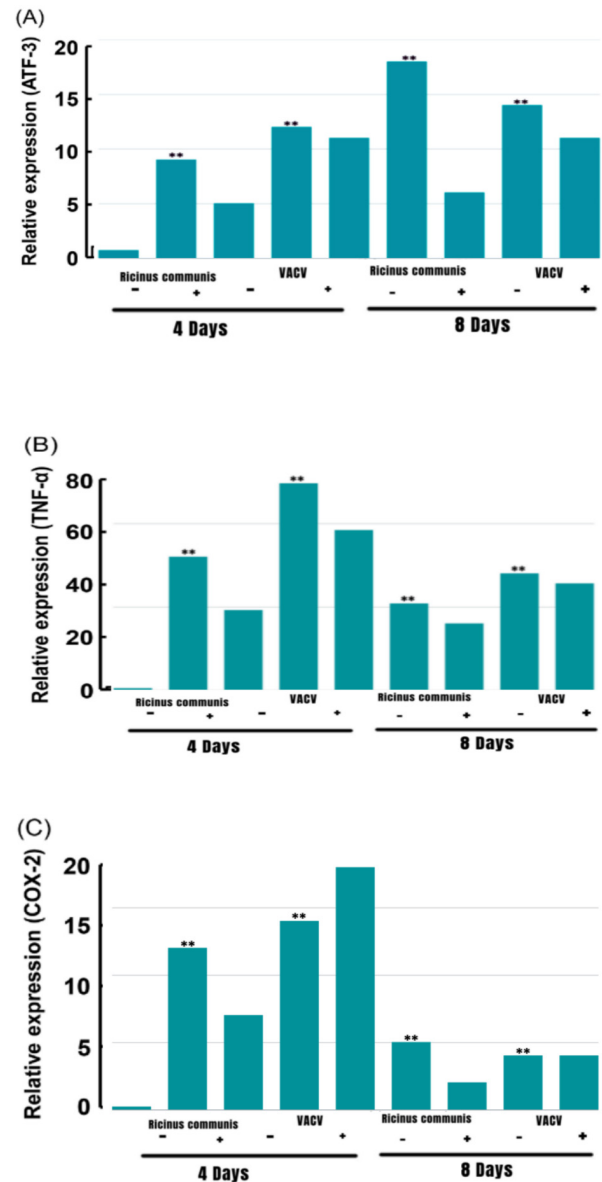 (A)
Relative expression (ATF-3)
20
15
10
5
0
** ** ** **
Ricinus communis VACV Ricinus communis VACV
- + - + - + - +
4 Days 8 Days
(B)
Relative expression (TNF-α)
80
60
40
20
0
** ** ** **
Ricinus communis VACV Ricinus communis VACV
- + - + - + - +
4 Days 8 Days
(C)
Relative expression (COX-2)
20
15
10
5
0
** ** ** **
Ricinus communis VACV Ricinus communis VACV
- + - + - + - +
4 Days 8 Days